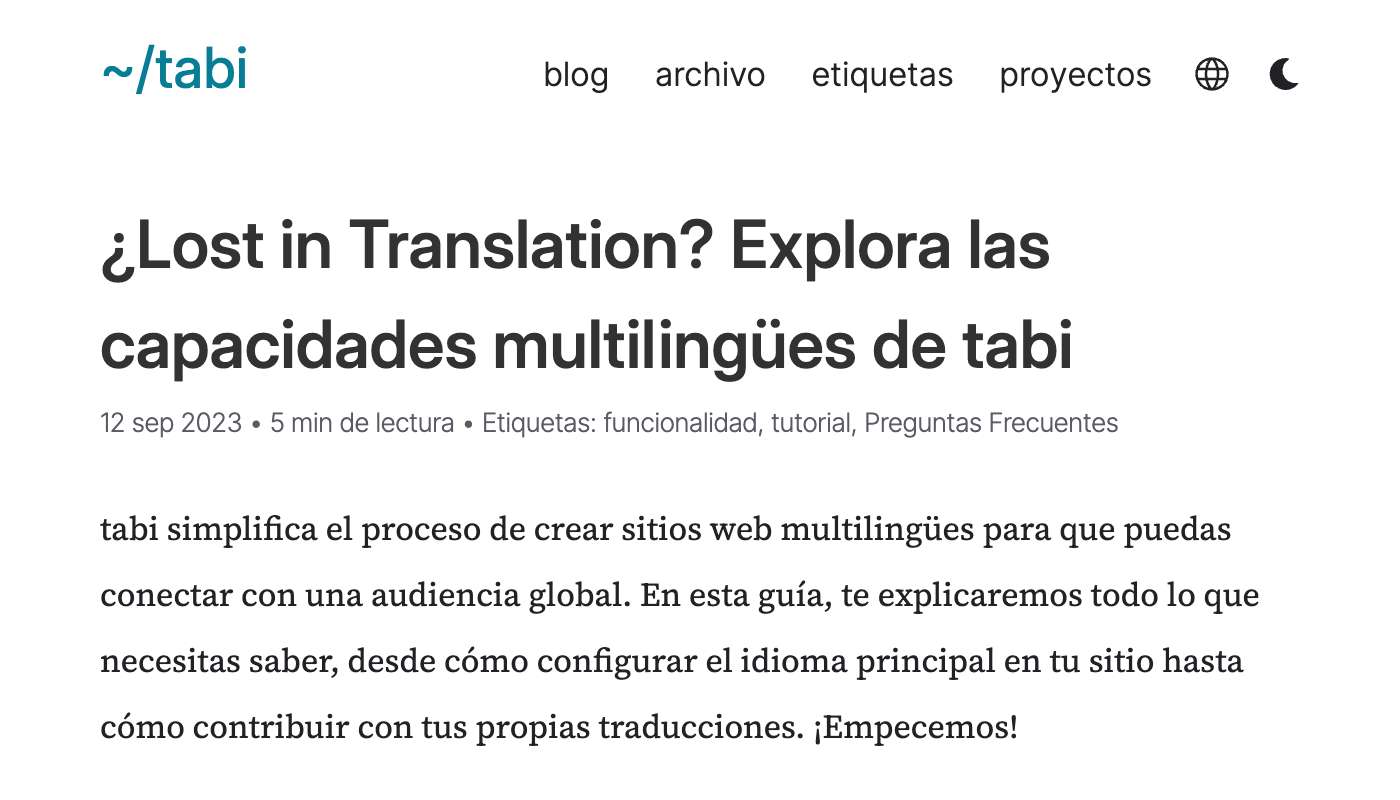 ~/tabi
blog archivo etiquetas proyectos
¿Lost in Translation? Explora las
capacidades multilingües de tabi
12 sep 2023 • 5 min de lectura • Etiquetas: funcionalidad, tutorial, Preguntas Frecuentes
tabi simplifica el proceso de crear sitios web multilingües para que puedas
conectar con una audiencia global. En esta guía, te explicaremos todo lo que
necesitas saber, desde cómo configurar el idioma principal en tu sitio hasta
cómo contribuir con tus propias traducciones. ¡Empecemos!